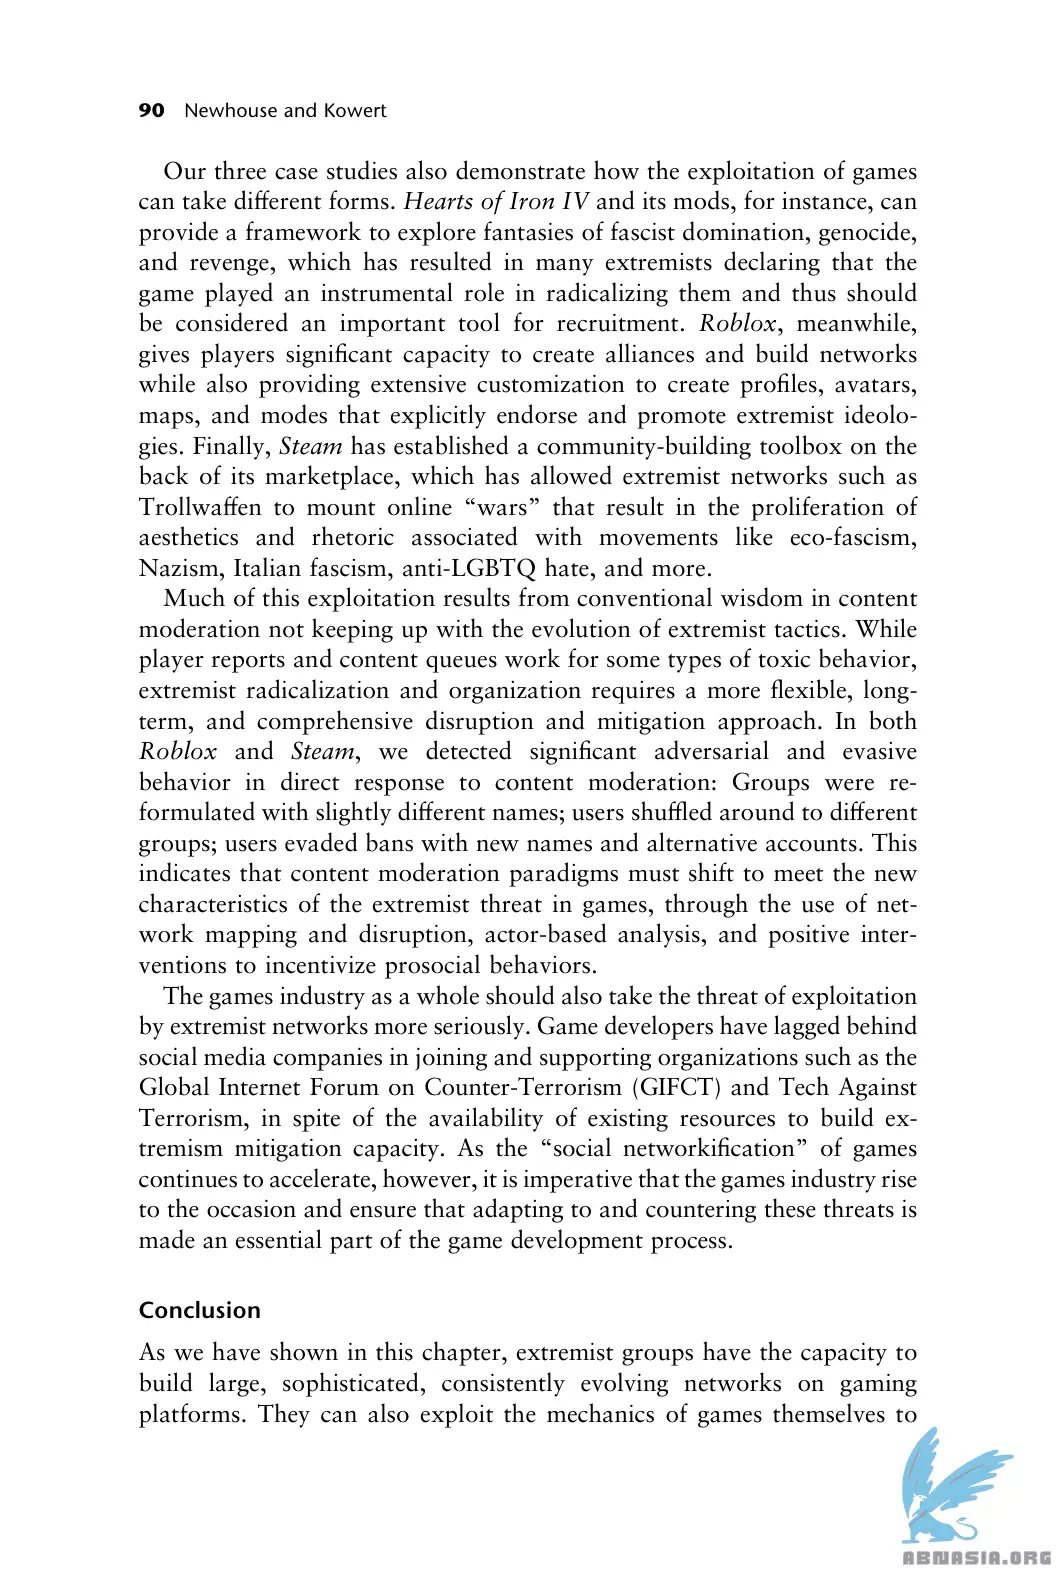 90 Newhouse and Kowert
Our three case studies also demonstrate how the exploitation of games
can take different forms. Hearts of Iron IV and its mods, for instance, can
provide a framework to explore fantasies of fascist domination, genocide,
and revenge, which has resulted in many extremists declaring that the
game played an instrumental role in radicalizing them and thus should
be considered an important tool for recruitment. Roblox, meanwhile,
gives players significant capacity to create alliances and build networks
while also providing extensive customization to create profiles, avatars,
maps, and modes that explicitly endorse and promote extremist ideolo-
gies. Finally, Steam has established a community-building toolbox on the
back of its marketplace, which has allowed extremist networks such as
Trollwaffen to mount online “wars” that result in the proliferation of
aesthetics and rhetoric associated with movements like eco-fascism,
Nazism, Italian fascism, anti-LGBTQ hate, and more.
Much of this exploitation results from conventional wisdom in content
moderation not keeping up with the evolution of extremist tactics. While
player reports and content queues work for some types of toxic behavior,
extremist radicalization and organization requires a more flexible, long-
term, and comprehensive disruption and mitigation approach. In both
Roblox and Steam, we detected significant adversarial and evasive
behavior in direct response to content moderation: Groups were re-
formulated with slightly different names; users shuffled around to different
groups; users evaded bans with new names and alternative accounts. This
indicates that content moderation paradigms must shift to meet the new
characteristics of the extremist threat in games, through the use of net-
work mapping and disruption, actor-based analysis, and positive inter-
ventions to incentivize prosocial behaviors.
The games industry as a whole should also take the threat of exploitation
by extremist networks more seriously. Game developers have lagged behind
social media companies in joining and supporting organizations such as the
Global Internet Forum on Counter-Terrorism (GIFCT) and Tech Against
Terrorism, in spite of the availability of existing resources to build ex-
tremism mitigation capacity. As the “social networkification” of games
continues to accelerate, however, it is imperative that the games industry rise
to the occasion and ensure that adapting to and countering these threats is
made an essential part of the game development process.
Conclusion
As we have shown in this chapter, extremist groups have the capacity to
build large, sophisticated, consistently evolving networks on gaming
platforms. They can also exploit the mechanics of games themselves to
ABNASIA.ORG